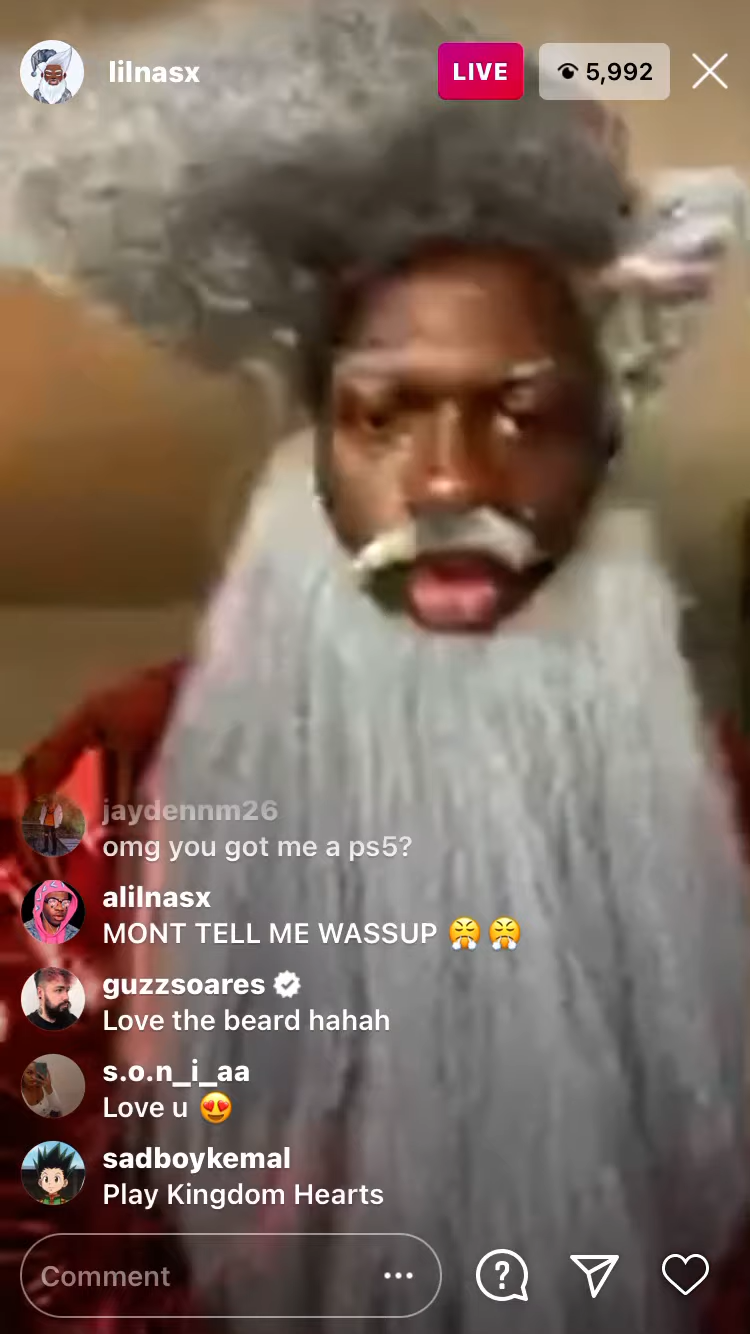 lilnasx
LIVE
5,992
jaydennm26
omg you got me a ps5?
alilnasx
MONT TELL ME WASSUP 😤 😤
guzzsoares
Love the beard hahah
s.o.n_i_aa
Love u 😍
sadboykemal
Play Kingdom Hearts
Comment